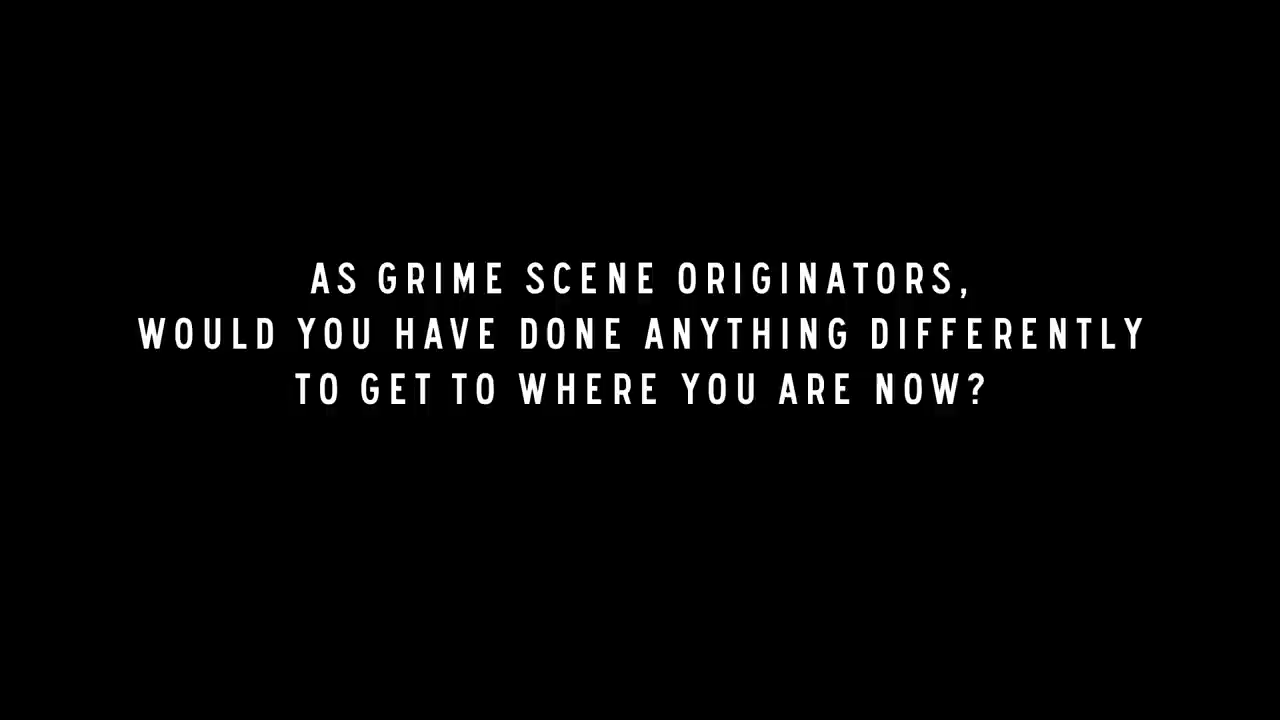 AS GRIME SCENE ORIGINATORS,
WOULD YOU HAVE DONE ANYTHING DIFFERENTLY
TO GET TO WHERE YOU ARE NOW?